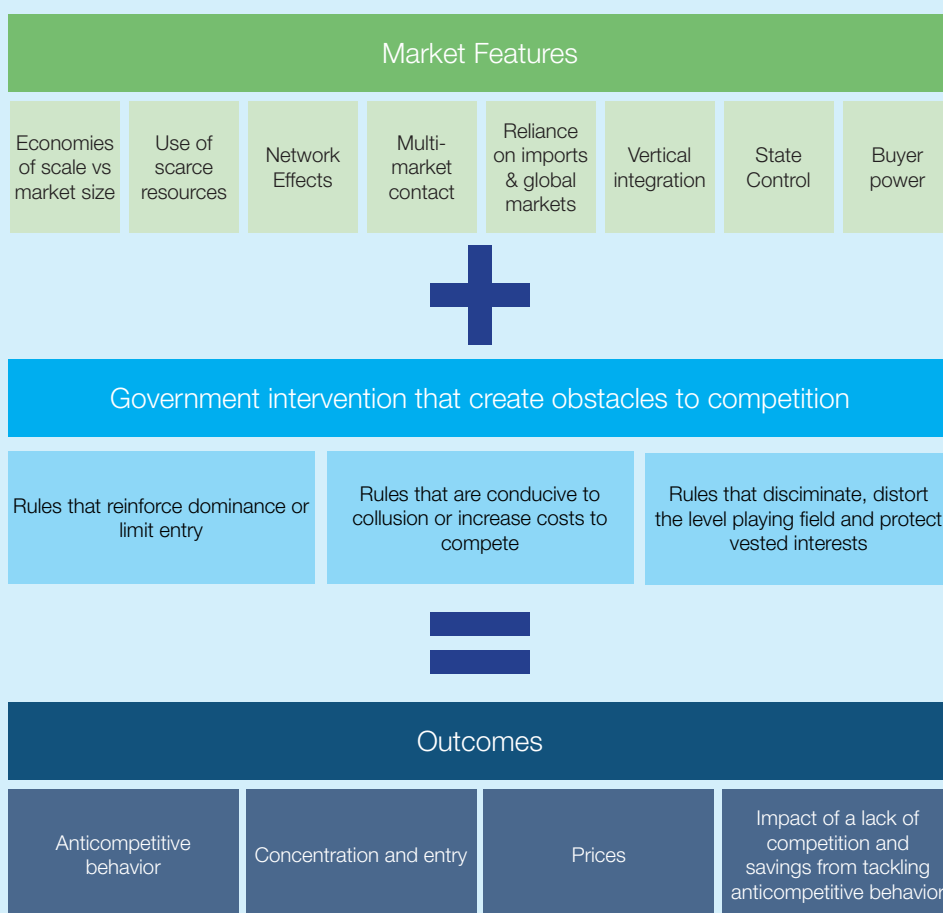 Market Features
Economies
of scale vs
market size
Use of
scarce
resources
Network
Effects
Multi-
market
contact
Reliance
on imports
& global
markets
Vertical
integration
State
Control
Buyer
power
Government intervention that create obstacles to competition
Rules that reinforce dominance or
limit entry
Rules that are conducive to
collusion or increase costs to
compete
Rules that disciminate, distort
the level playing field and protect
vested interests
Outcomes
Anticompetitive
behavior
Concentration and entry
Prices
Impact of a lack of
competition and
savings from tackling
anticompetitive behavior